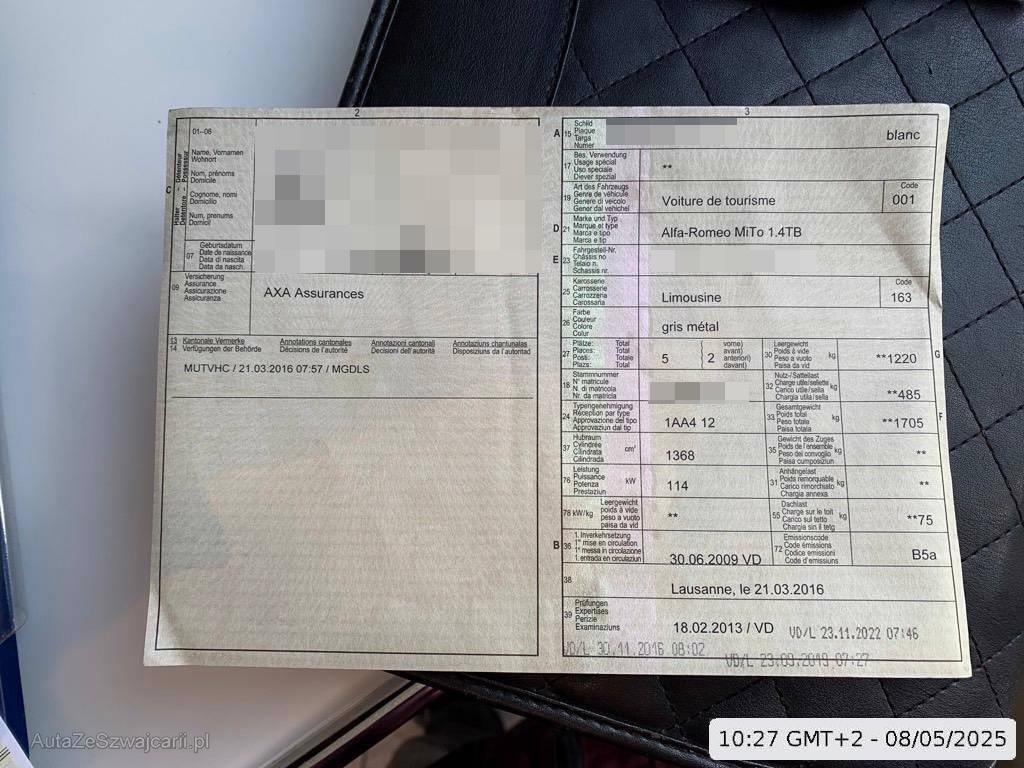 2
3
01–06
Halter Détenteur
Detentore Possessur
C
Name, Vornamen
Wohnort
Nom, prénoms
Domicile
Cognome, nomi
Domicilio
Num, prenums
Domicil
07
Geburtsdatum
Date de naissance
Data di nascita
Data da nasch.
09
Versicherung
Assurance
Assicurazione
Assicuranza
AXA Assurances
13 Kantonale Vermerke Annotations cantonales Annotazioni cantonali Annotaziuns chantunalas
14 Verfügungen der Behörde Décisions de l'autorité Decisioni dell'autorità Disposiziuns da l'autoritad
MUTVHC / 21.03.2016 07:57 / MGDLS
A 15
Schild
Plaque
Targa
Numer
blanc
17
Bes. Verwendung
Usage spécial
Uso speciale
Diever spezial
**
19
Art des Fahrzeugs
Genre de véhicule
Genere di veicolo
Gener dal vehichel
Voiture de tourisme
Code
001
D 21
Marke und Typ
Marque et type
Marca e tipo
Marca e tip
Alfa-Romeo MiTo 1.4TB
E 23
Fahrgestell-Nr.
Châssis no
Telaio n.
Schassis nr.
25
Karosserie
Carrosserie
Carrozzeria
Carossaria
Limousine
Code
163
26
Farbe
Couleur
Colore
Colur
gris métal
27
Plätze: Total
Places: Total
Posti: Totale
Plazs: Totale
5
2
vorne)
avant)
anteriori)
davant)
30
Leergewicht
Poids à vide
Peso a vuoto
Paisa da vid
kg
**1220
G
18
Stammnummer
N° matricule
N. di matricola
Nr. da matricla
32
Nutz-/Sattellast
Charge utile/sellette
Carico utile/sella
Chargia utila/sella
kg
**485
24
Typengenehmigung
Réception par type
Approvazione del tipo
Approvaziun dal tip
1AA4 12
33
Gesamtgewicht
Poids total
Peso totale
Paisa totala
kg
**1705
F
37
Hubraum
Cylindrée
Cilindrata
Cilindrada
cm³
1368
35
Gewicht des Zuges
Poids de l'ensemble
Peso del convoglio
Paisa cumposiziun
kg
**
76
Leistung
Puissance
Potenza
Prestaziun
kW
114
31
Anhängelast
Poids remorquable
Carico rimorchiato
Chargia annexa
kg
**
78 kW/kg
Leergewicht
poids à vide
peso a vuoto
paisa da vid
**
55
Dachlast
Charge sur le toit
Carico sul tetto
Chargia sin il tetg
kg
**75
B 36
1. Inverkehrsetzung
1re mise en circulation
1a messa in circolazione
1. entrada en circulaziun
30.06.2009 VD
72
Emissionscode
Code émissions
Codice emissioni
Code d'emissiuns
B5a
38
Lausanne, le 21.03.2016
39
Prüfungen
Expertises
Perizie
Examinaziuns
18.02.2013 / VD
VD/L 23.11.2022 07:46
VD/L 30.11.2016 08:02
VD/L 23.09.2019 07:27
AutaZeSzwajcarii.pl
10:27 GMT+2 - 08/05/2025